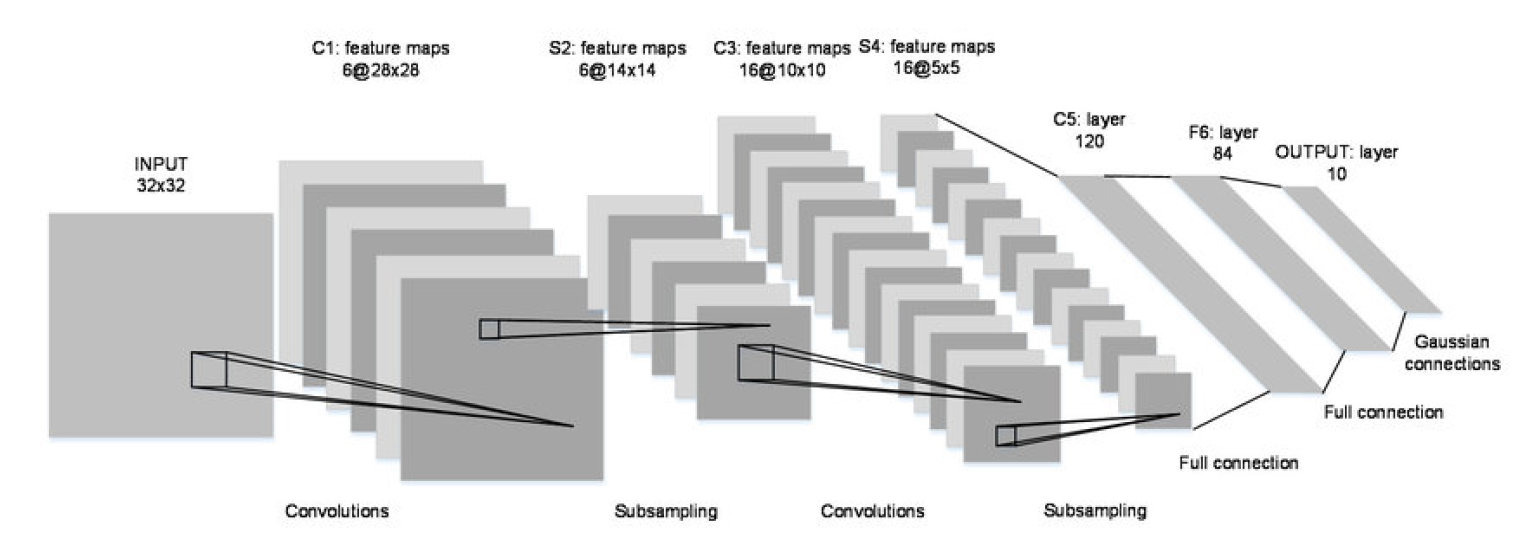 C1: feature maps
6@28x28
S2: feature maps
6@14x14
C3: feature maps
16@10x10
S4: feature maps
16@5x5
INPUT
32x32
C5: layer
120
F6: layer
84
OUTPUT: layer
10
Gaussian
connections
Full connection
Full connection
Convolutions
Subsampling
Convolutions
Subsampling